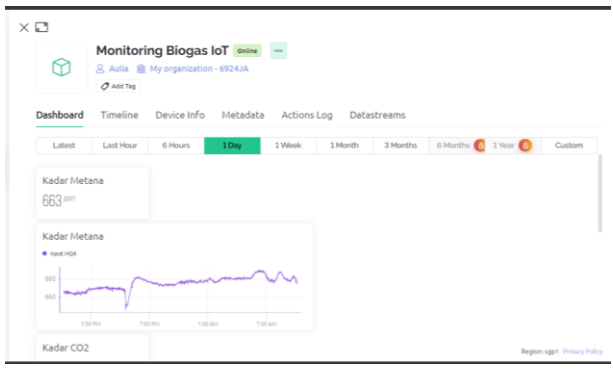 Monitoring Biogas IoT Online
Aulia My organization - 6924JA
Add Tag
Dashboard Timeline Device Info Metadata Actions Log Datastreams
Latest Last Hour 6 Hours 1 Day 1 Week 1 Month 3 Months 6 Months 1 Year Custom
Kadar Metana
663 ppm
Kadar Metana
Input MQ4
680
660
1:00 PM 7:00 PM 1:00 AM 7:00 AM
Kadar CO2
Region: sgp1 Privacy Policy